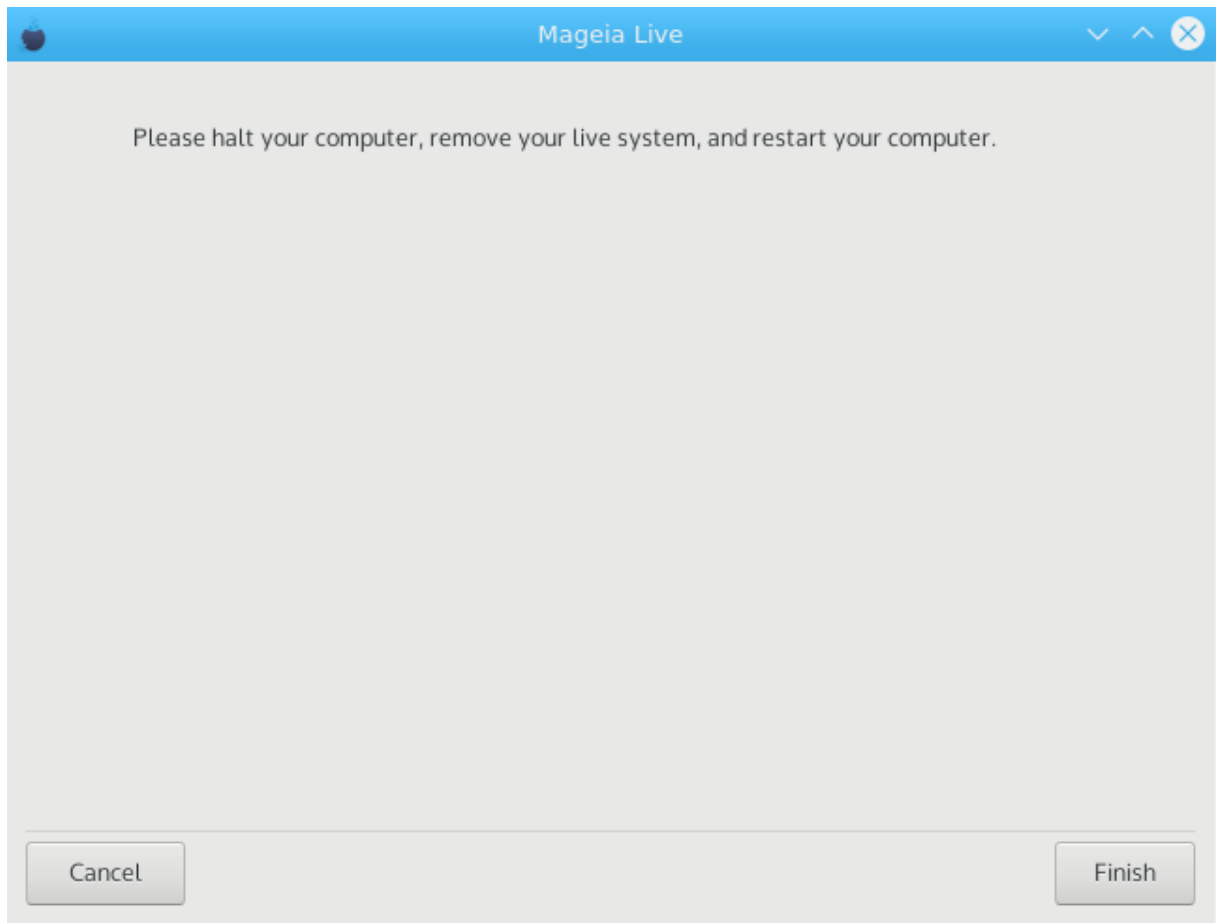 Mageia Live
Please halt your computer, remove your live system, and restart your computer.
Cancel
Finish